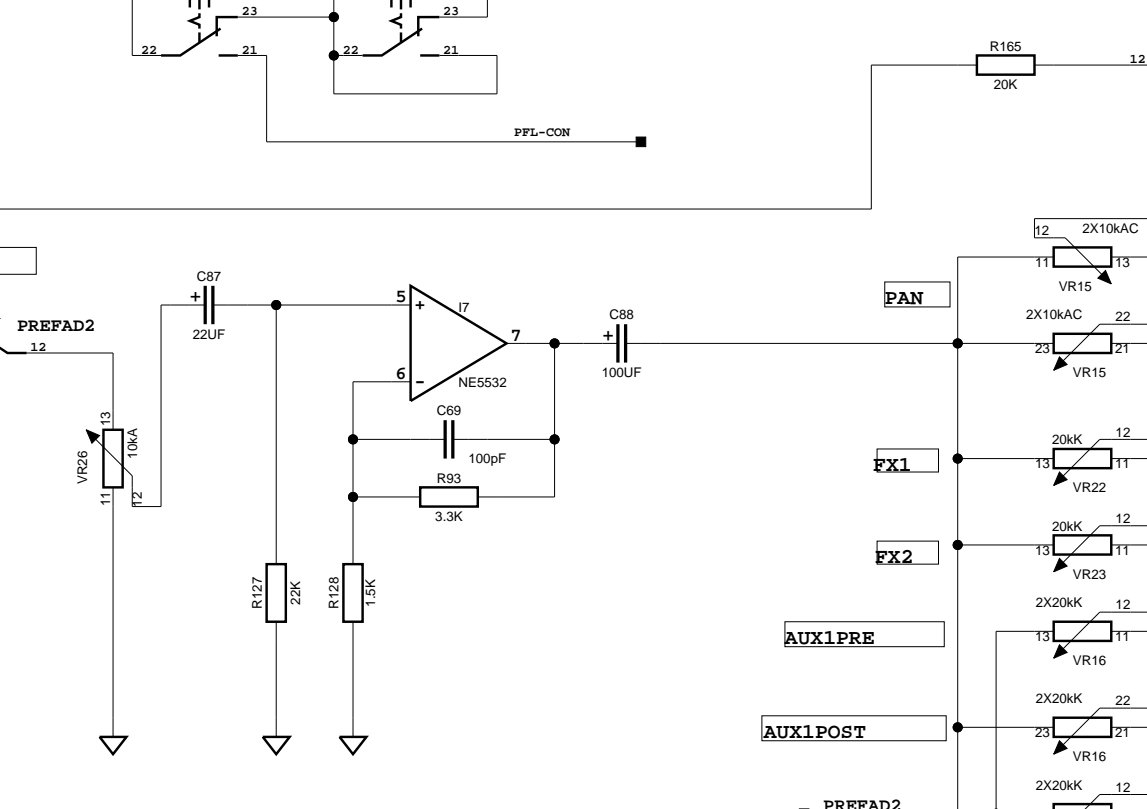 23
23
22
21
22
21
R165
20K
12
PFL-CON
12
2X10kAC
11
13
VR15
PAN
C87
+
22UF
PREFAD2
12
5
+
I7
7
6
-
NE5532
C88
+
100UF
2X10kAC
22
23
21
VR15
C69
100pF
R93
3.3K
13
10kA
VR26
11
12
FX1
20kK
12
13
11
VR22
FX2
20kK
12
13
11
VR23
R127
22K
R128
1.5K
AUX1PRE
2X20kK
12
13
11
VR16
AUX1POST
2X20kK
22
23
21
VR16
2X20kK
12
PREFAD2